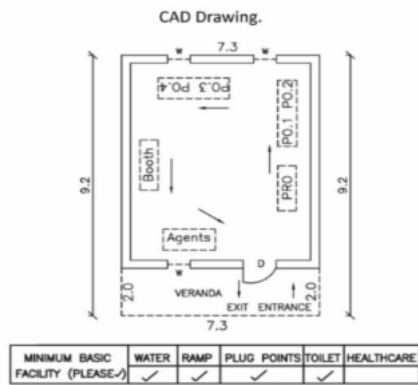 CAD Drawing.
W 7.3 W
PO.4 PO.3
PO.1 PO.2
9.2
9.2
Booth
PRO
Agents
W
D
2.0
VERANDA
2.0
EXIT ENTRANCE
7.3
MINIMUM BASIC FACILITY (PLEASE✓)
WATER
RAMP
PLUG POINTS
TOILET
HEALTHCARE
✓ ✓ ✓ ✓